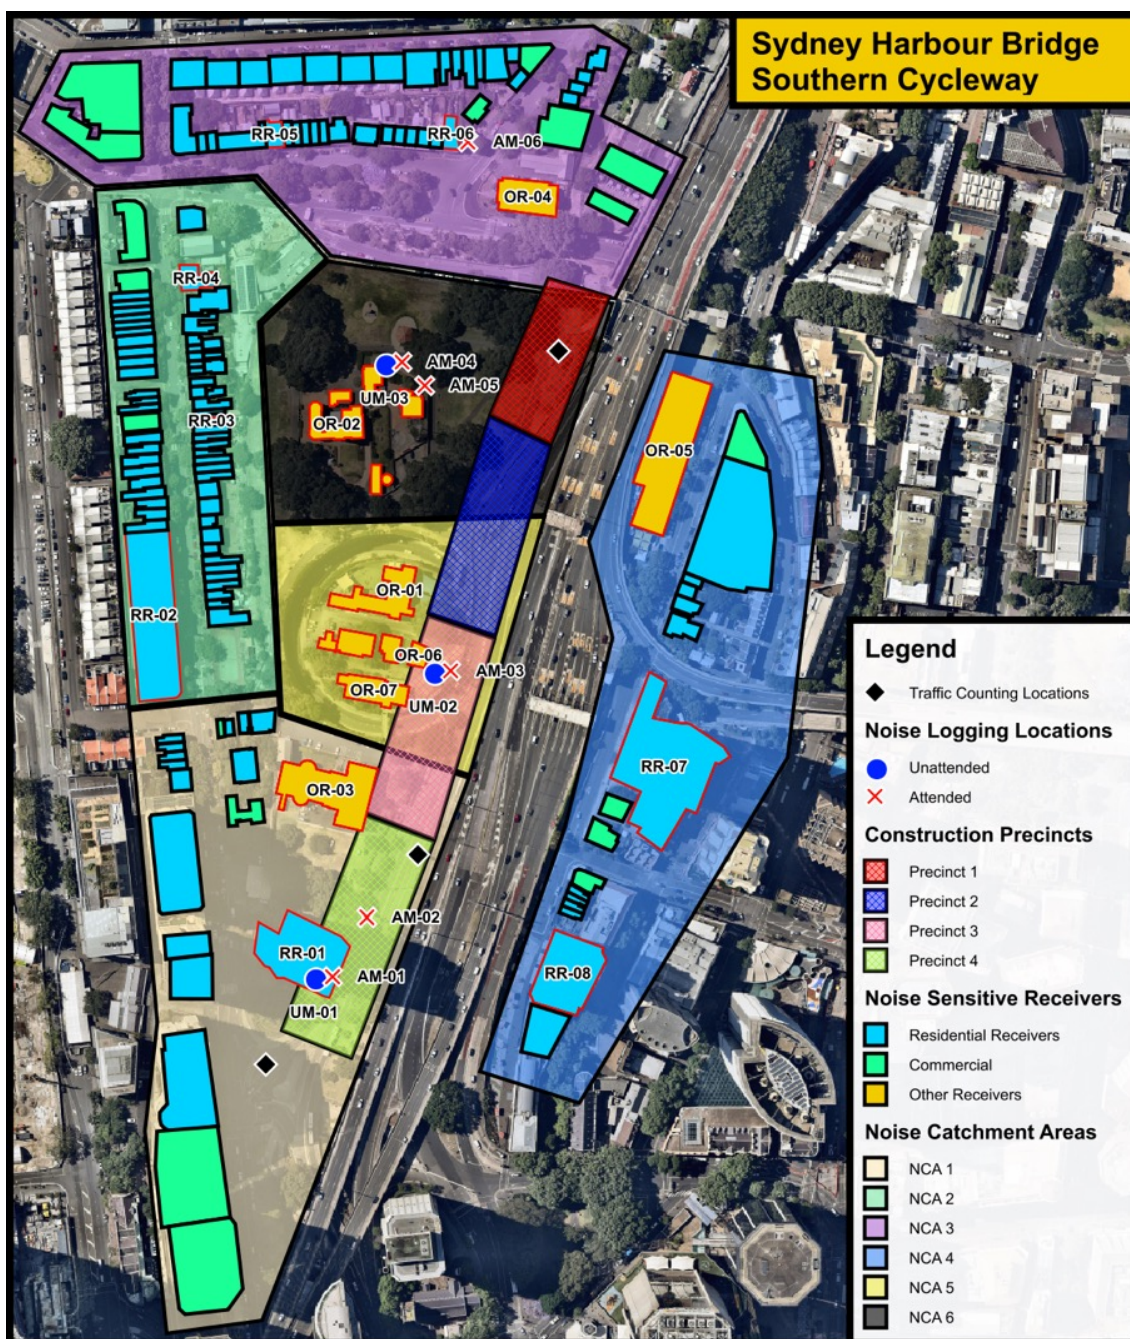 Sydney Harbour Bridge
Southern Cycleway
RR-05
RR-06
AM-06
OR-04
RR-04
AM-04
AM-05
UM-03
RR-03
OR-02
OR-05
OR-01
RR-02
OR-06
AM-03
OR-07
UM-02
RR-07
OR-03
AM-02
RR-01
RR-08
AM-01
UM-01
Legend
Traffic Counting Locations
Noise Logging Locations
Unattended
Attended
Construction Precincts
Precinct 1
Precinct 2
Precinct 3
Precinct 4
Noise Sensitive Receivers
Residential Receivers
Commercial
Other Receivers
Noise Catchment Areas
NCA 1
NCA 2
NCA 3
NCA 4
NCA 5
NCA 6